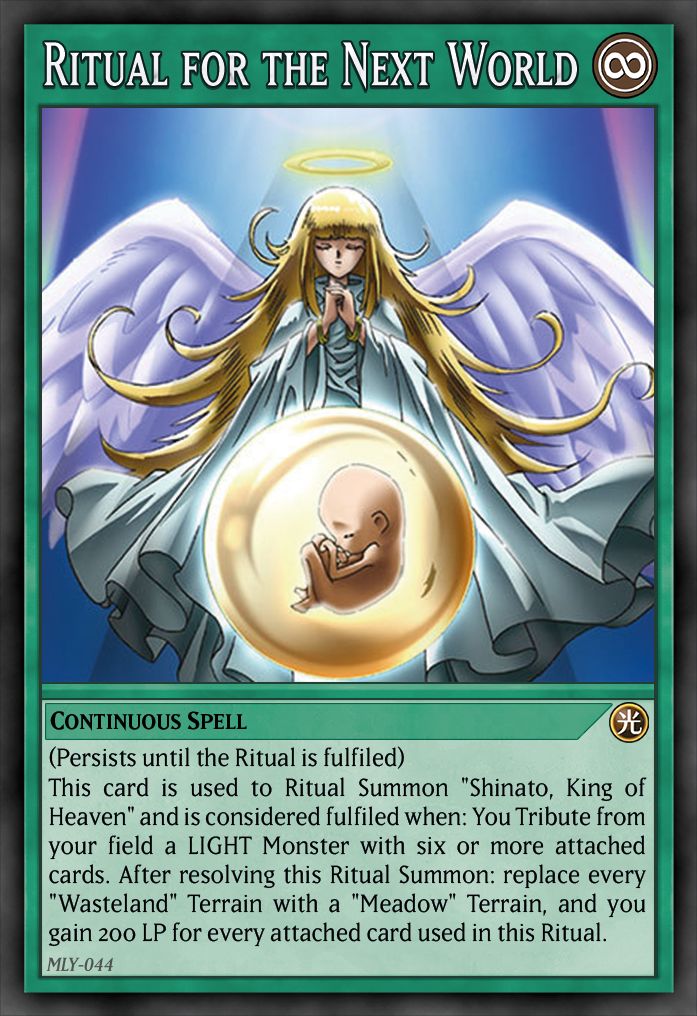 Ritual for the Next World
Continuous Spell
光
(Persists until the Ritual is fulfiled)
This card is used to Ritual Summon "Shinato, King of
Heaven" and is considered fulfiled when: You Tribute from
your field a LIGHT Monster with six or more attached
cards. After resolving this Ritual Summon: replace every
"Wasteland" Terrain with a "Meadow" Terrain, and you
gain 200 LP for every attached card used in this Ritual.
MLY-044